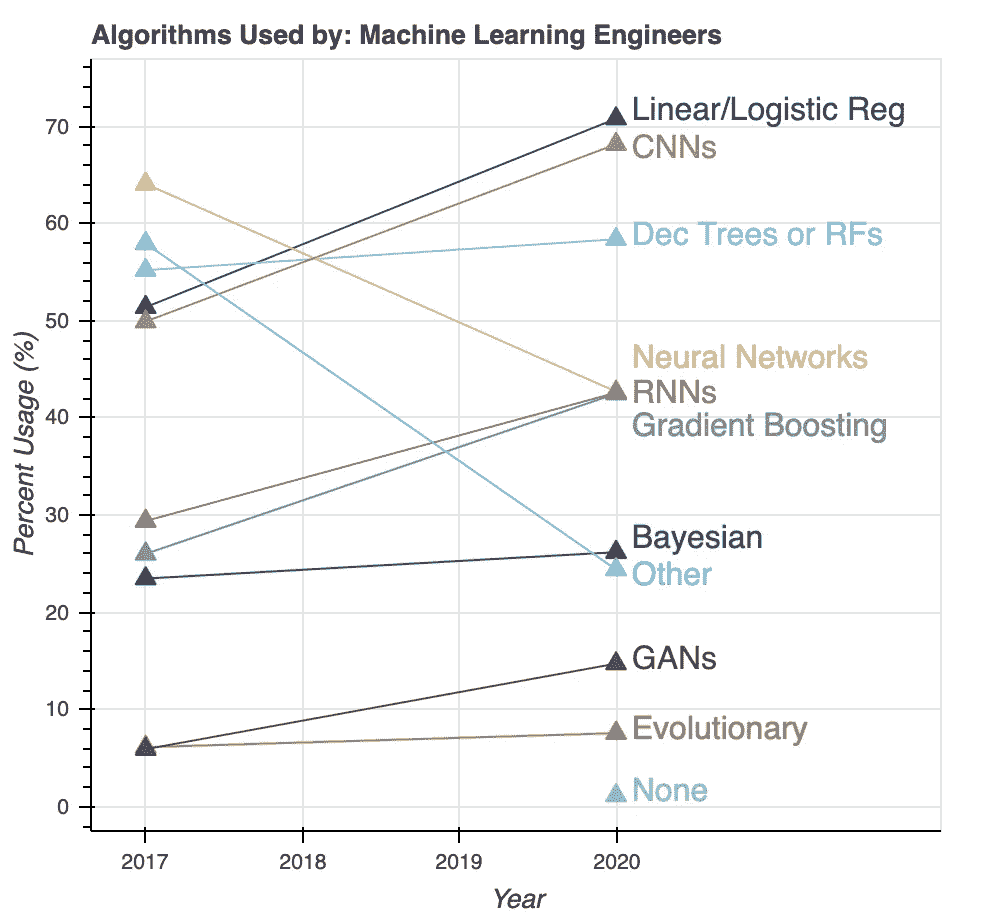 Algorithms Used by: Machine Learning Engineers
70
60
50
40
30
20
10
0
Percent Usage (%)
Linear/Logistic Reg
CNNs
Dec Trees or RFs
Neural Networks
RNNs
Gradient Boosting
Bayesian
Other
GANs
Evolutionary
None
2017
2018
2019
2020
Year